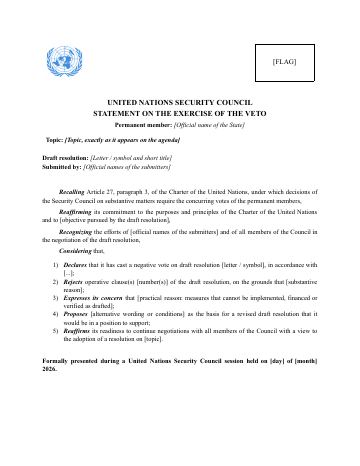 [FLAG]
UNITED NATIONS SECURITY COUNCIL
STATEMENT ON THE EXERCISE OF THE VETO
Permanent member: [Official name of the State]
Topic: [Topic, exactly as it appears on the agenda]
Draft resolution: [Letter / symbol and short title]
Submitted by: [Official names of the submitters]
Recalling Article 27, paragraph 3, of the Charter of the United Nations, under which decisions of
the Security Council on substantive matters require the concurring votes of the permanent members,
Reaffirming its commitment to the purposes and principles of the Charter of the United Nations
and to [objective pursued by the draft resolution],
Recognizing the efforts of [official names of the submitters] and of all members of the Council in
the negotiation of the draft resolution,
Considering that,
1) Declares that it has cast a negative vote on draft resolution [letter / symbol], in accordance with
[...];
2) Rejects operative clause(s) [number(s)] of the draft resolution, on the grounds that [substantive
reason];
3) Expresses its concern that [practical reason: measures that cannot be implemented, financed or
verified as drafted];
4) Proposes [alternative wording or conditions] as the basis for a revised draft resolution that it
would be in a position to support;
5) Reaffirms its readiness to continue negotiations with all members of the Council with a view to
the adoption of a resolution on [topic].
Formally presented during a United Nations Security Council session held on [day] of [month]
2026.